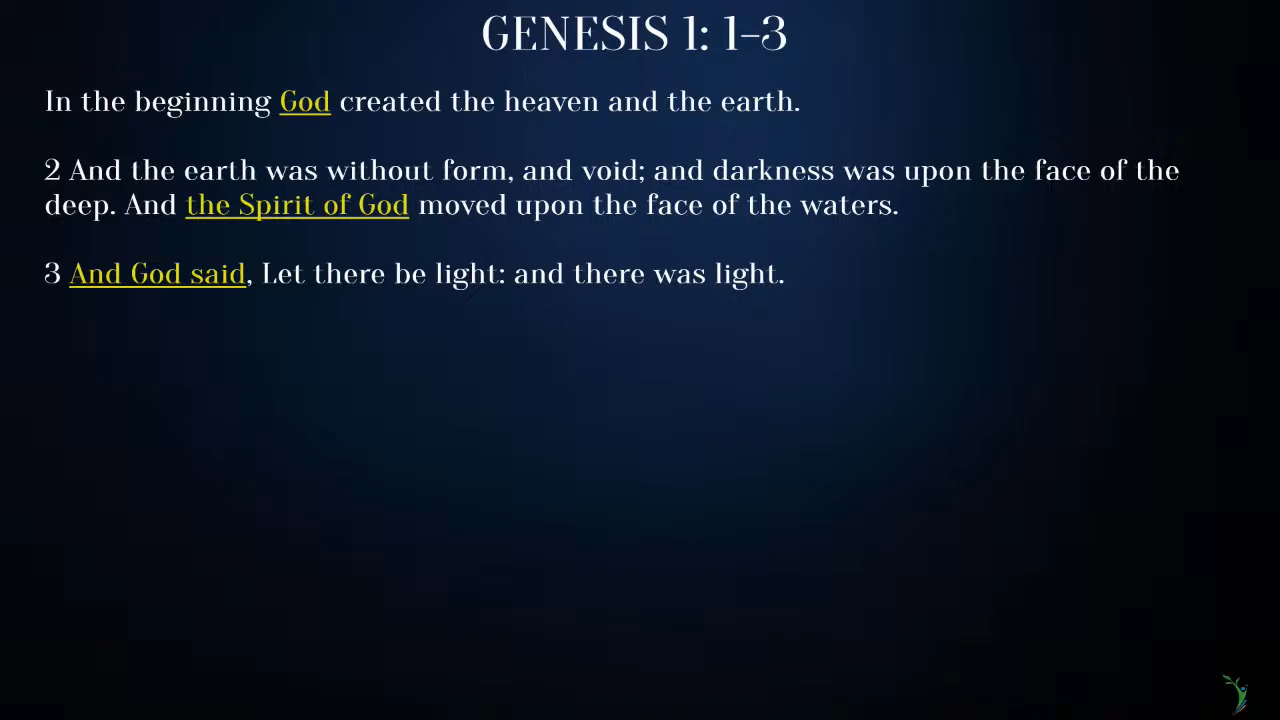 GENESIS 1: 1-3
In the beginning God created the heaven and the earth.
2 And the earth was without form, and void; and darkness was upon the face of the
deep. And the Spirit of God moved upon the face of the waters.
3 And God said, Let there be light: and there was light.